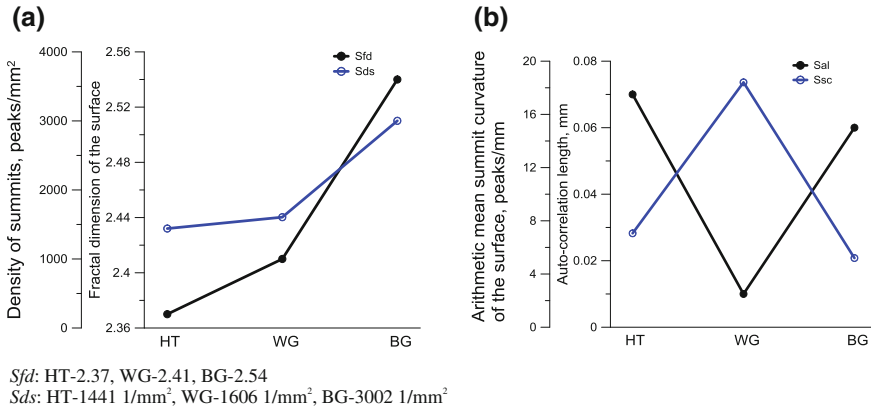 (a)
Density of summits, peaks/mm²
4000
3000
2000
1000
0
Fractal dimension of the surface
2.56
2.52
2.48
2.44
2.4
2.36
Sfd
Sds
HT
WG
BG
(b)
Arithmetic mean summit curvature
of the surface, peaks/mm
20
16
12
8
4
0
Auto-correlation length, mm
0.08
0.06
0.04
0.02
0
Sal
Ssc
HT
WG
BG
Sfd: HT-2.37, WG-2.41, BG-2.54
Sds: HT-1441 1/mm², WG-1606 1/mm², BG-3002 1/mm²